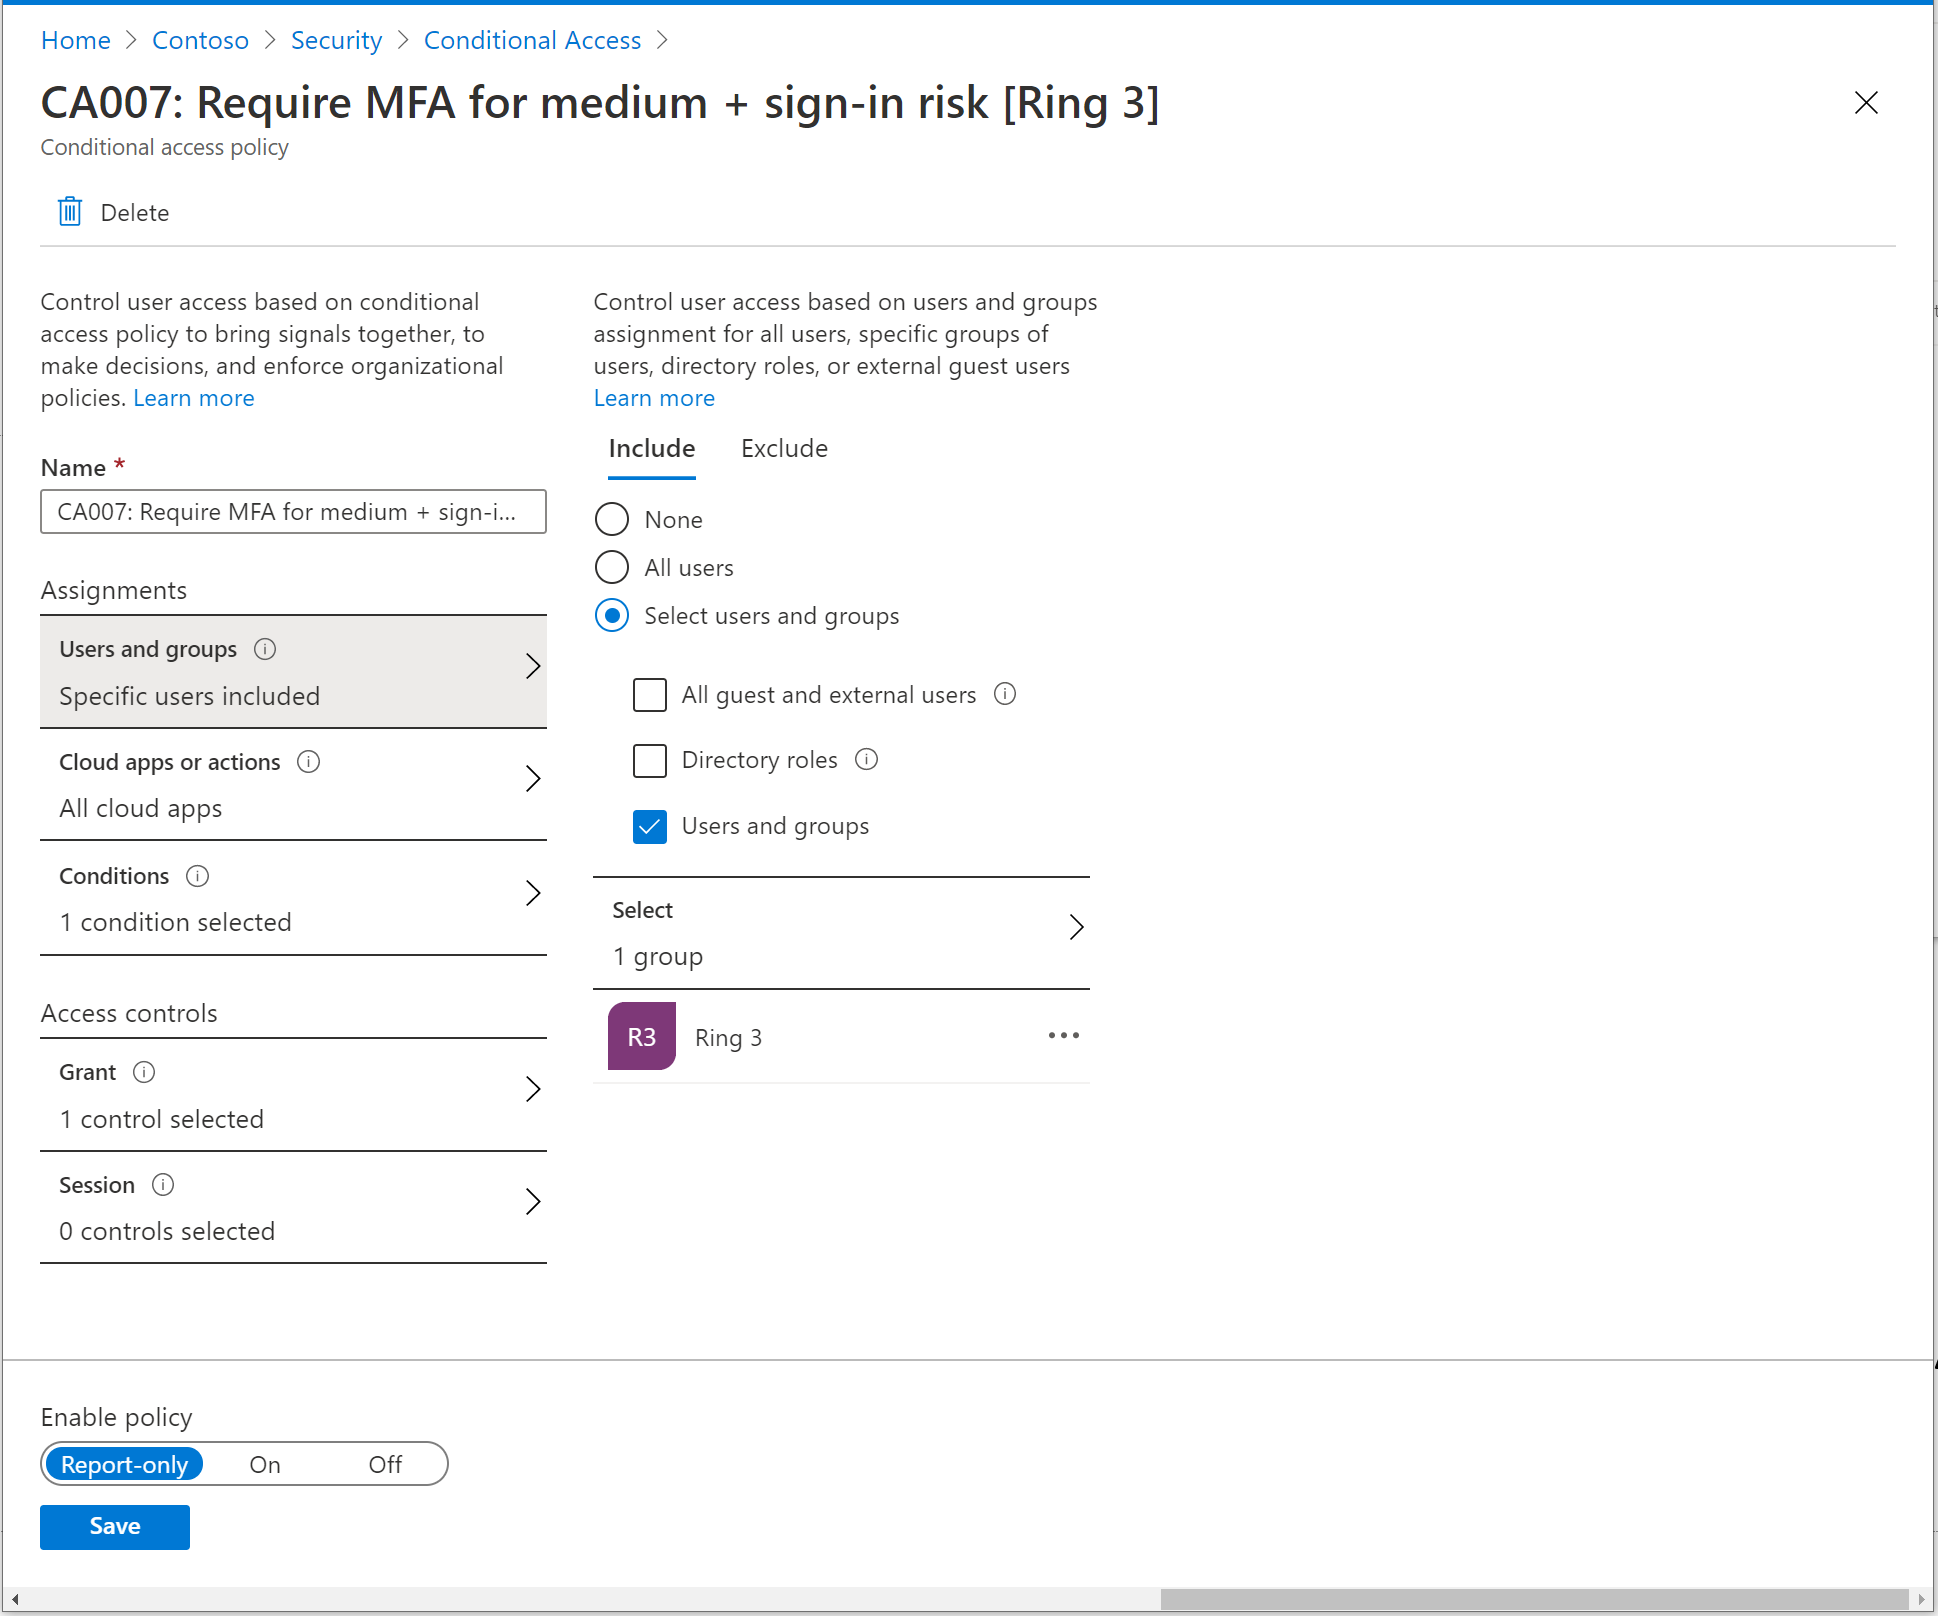 Home > Contoso > Security > Conditional Access >
CA007: Require MFA for medium + sign-in risk [Ring 3]
Conditional access policy
Delete
Control user access based on conditional
access policy to bring signals together, to
make decisions, and enforce organizational
policies. Learn more
Name *
CA007: Require MFA for medium + sign-i...
Assignments
Users and groups
Specific users included
Cloud apps or actions
All cloud apps
Conditions
1 condition selected
Access controls
Grant
1 control selected
Session
0 controls selected
Control user access based on users and groups
assignment for all users, specific groups of
users, directory roles, or external guest users
Learn more
Include Exclude
None
All users
Select users and groups
All guest and external users
Directory roles
Users and groups
Select
1 group
R3 Ring 3
Enable policy
Report-only On Off
Save